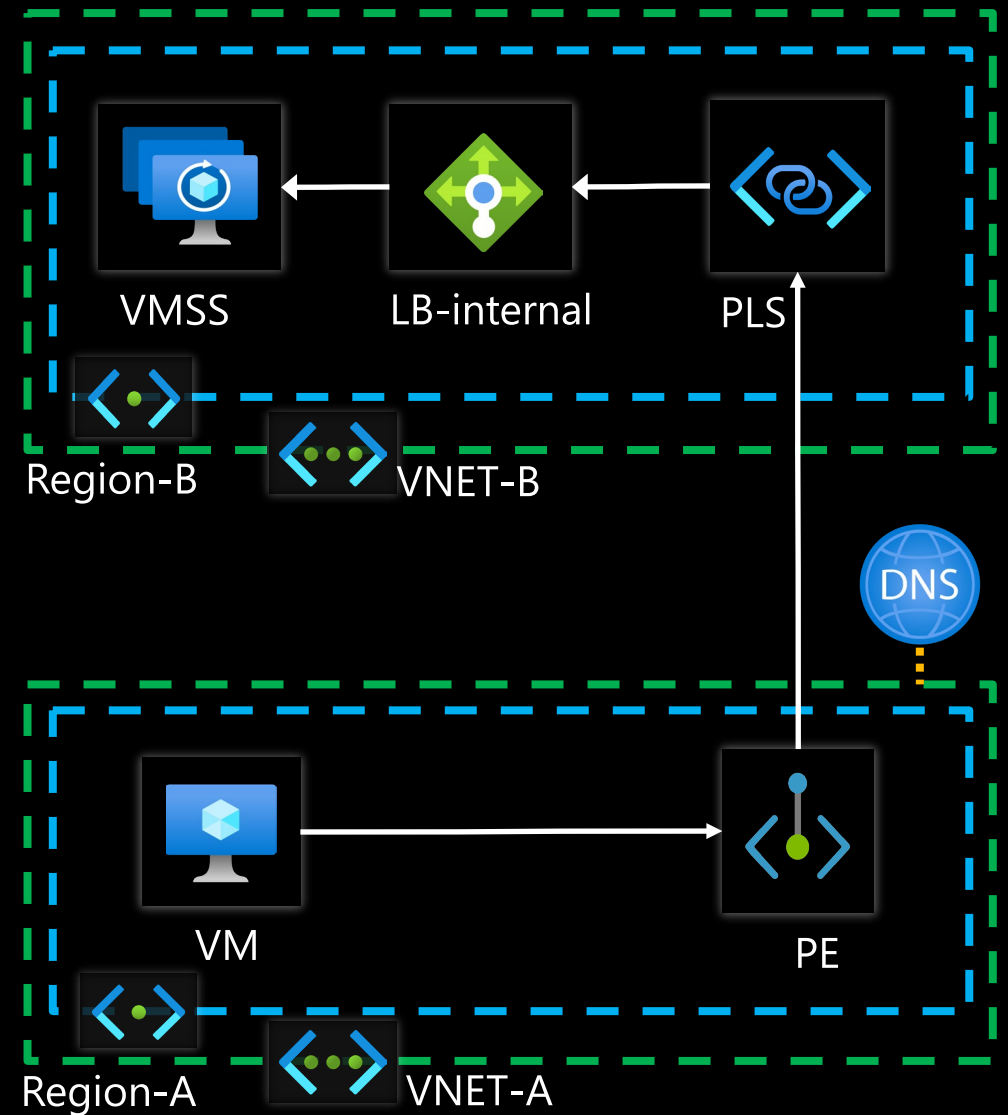 VMSS
LB-internal
PLS
Region-B
VNET-B
DNS
VM
PE
Region-A
VNET-A